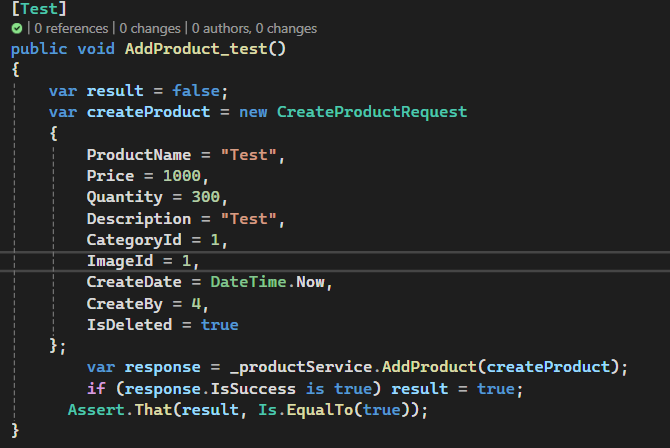 [Test]
| 0 references | 0 changes | 0 authors, 0 changes
public void AddProduct_test()
{
var result = false;
var createProduct = new CreateProductRequest
{
ProductName = "Test",
Price = 1000,
Quantity = 300,
Description = "Test",
CategoryId = 1,
ImageId = 1,
CreateDate = DateTime.Now,
CreateBy = 4,
IsDeleted = true
};
var response = _productService.AddProduct(createProduct);
if (response.IsSuccess is true) result = true;
Assert.That(result, Is.EqualTo(true));
}